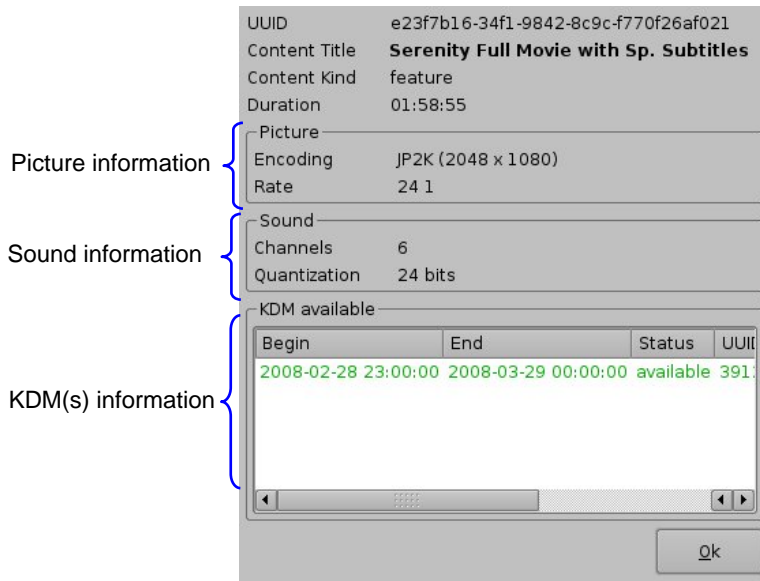 UUID e23f7b16-34f1-9842-8c9c-f770f26af021
Content Title Serenity Full Movie with Sp. Subtitles
Content Kind feature
Duration 01:58:55
Picture
Picture information
Encoding JP2K (2048 x 1080)
Rate 24 1
Sound
Sound information
Channels 6
Quantization 24 bits
KDM available
KDM(s) information
Begin End Status
2008-02-28 23:00:00 2008-03-29 00:00:00 available 391
Ok